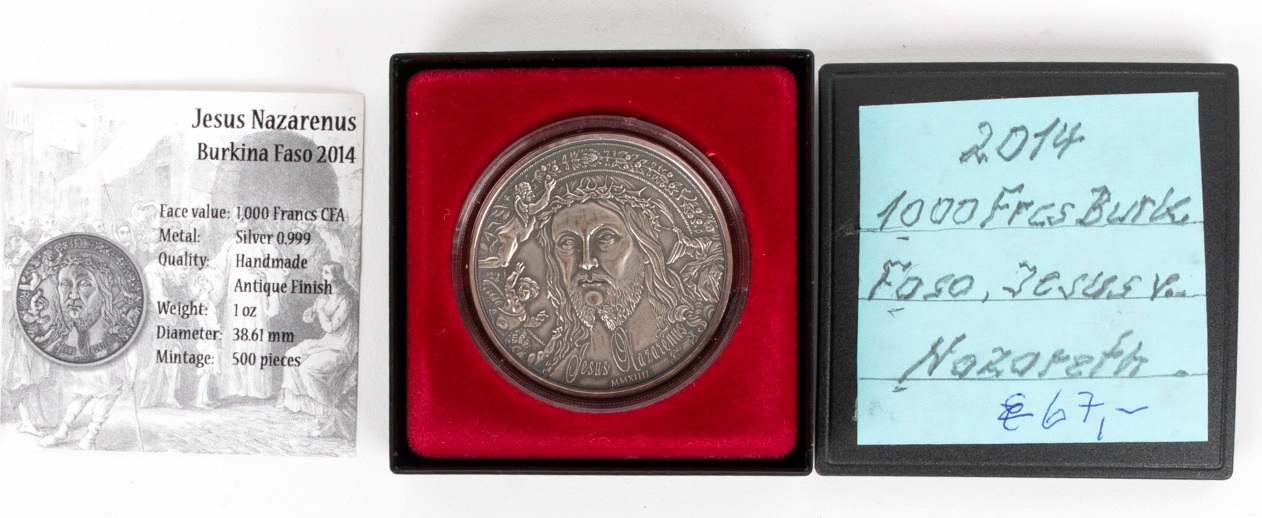 Jesus Nazarenus
Burkina Faso 2014
Face value: 1,000 Francs CFA
Metal: Silver 0.999
Quality: Handmade
Antique Finish
Weight: 1 oz
Diameter: 38.61 mm
Mintage: 500 pieces
Jesus Nazarenus
MMXIIII
2014
1000 Frcs Burk.
Faso, Jesus v.
Nazareth.
€ 67,-